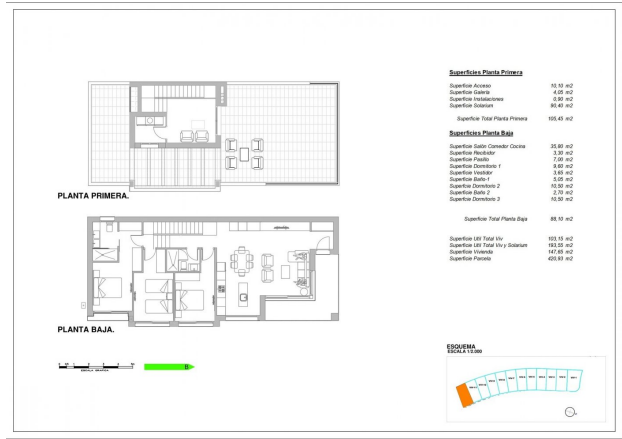 Superficies Planta Primera
Superficie Acceso 10,10 m2
Superficie Galeria 4,05 m2
Superficie Instalaciones 0,90 m2
Superficie Solarium 90,40 m2
Superficie Total Planta Primera 105,45 m2
Superficies Planta Baja
Superficie Salón Comedor Cocina 35,90 m2
Superficie Recibidor 3,30 m2
Superficie Pasillo 7,00 m2
Superficie Dormitorio 1 9,60 m2
Superficie Vestidor 3,65 m2
Superficie Baño-1 5,05 m2
Superficie Dormitorio 2 10,50 m2
Superficie Baño 2 2,70 m2
Superficie Dormitorio 3 10,50 m2
Superficie Total Planta Baja 88,10 m2
Superficie Util Total Viv 103,15 m2
Superficie Util Total Viv y Solarium 193,55 m2
Superficie Vivienda 147,65 m2
Superficie Parcela 420,93 m2
PLANTA PRIMERA.
PLANTA BAJA.
ESCALA GRAFICA
B
ESQUEMA
ESCALA 1/2.000